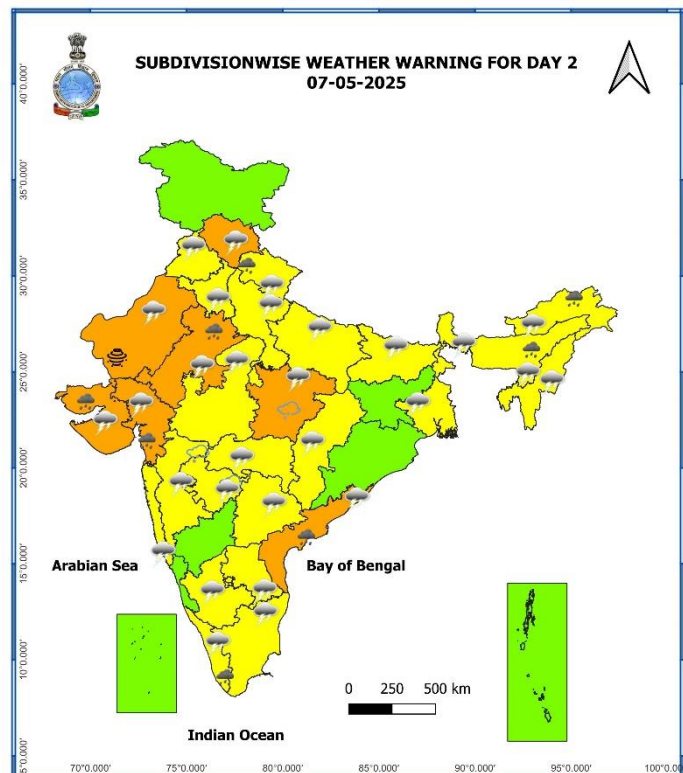 SUBDIVISIONWISE WEATHER WARNING FOR DAY 2
07-05-2025
40°0.000'
35°0.000'
30°0.000'
25°0.000'
20°0.000'
15°0.000'
10°0.000'
5°0.000'
Arabian Sea
Bay of Bengal
0 250 500 km
Indian Ocean
70°0.000' 75°0.000' 80°0.000' 85°0.000' 90°0.000' 95°0.000' 100°0.00